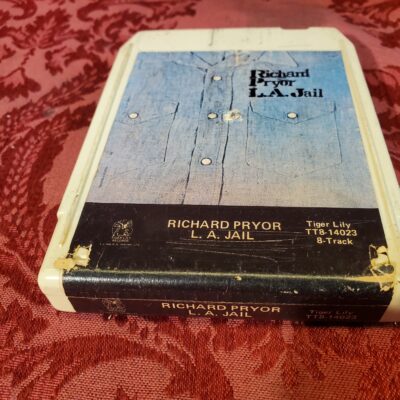 Richard
Pryor
L.A. Jail
RICHARD PRYOR
L. A. JAIL
Tiger Lily
TT8-14023
8-Track
RICHARD PRYOR
L. A. JAIL
Tiger Lily
TT8-14023